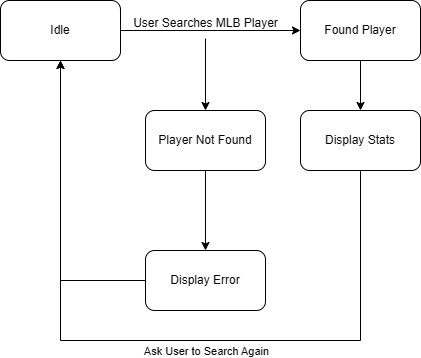 Idle
User Searches MLB Player
Found Player
Player Not Found
Display Stats
Display Error
Ask User to Search Again